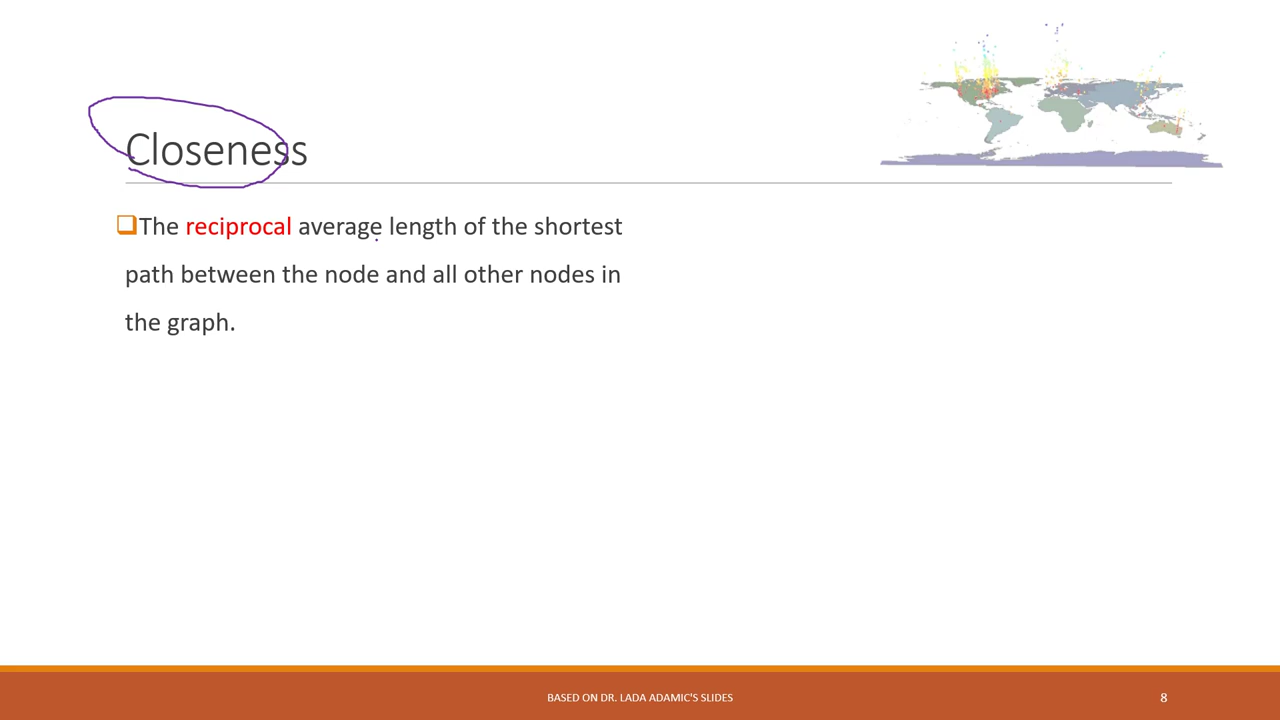 Closeness
The reciprocal average length of the shortest
path between the node and all other nodes in
the graph.
BASED ON DR. LADA ADAMIC'S SLIDES
8